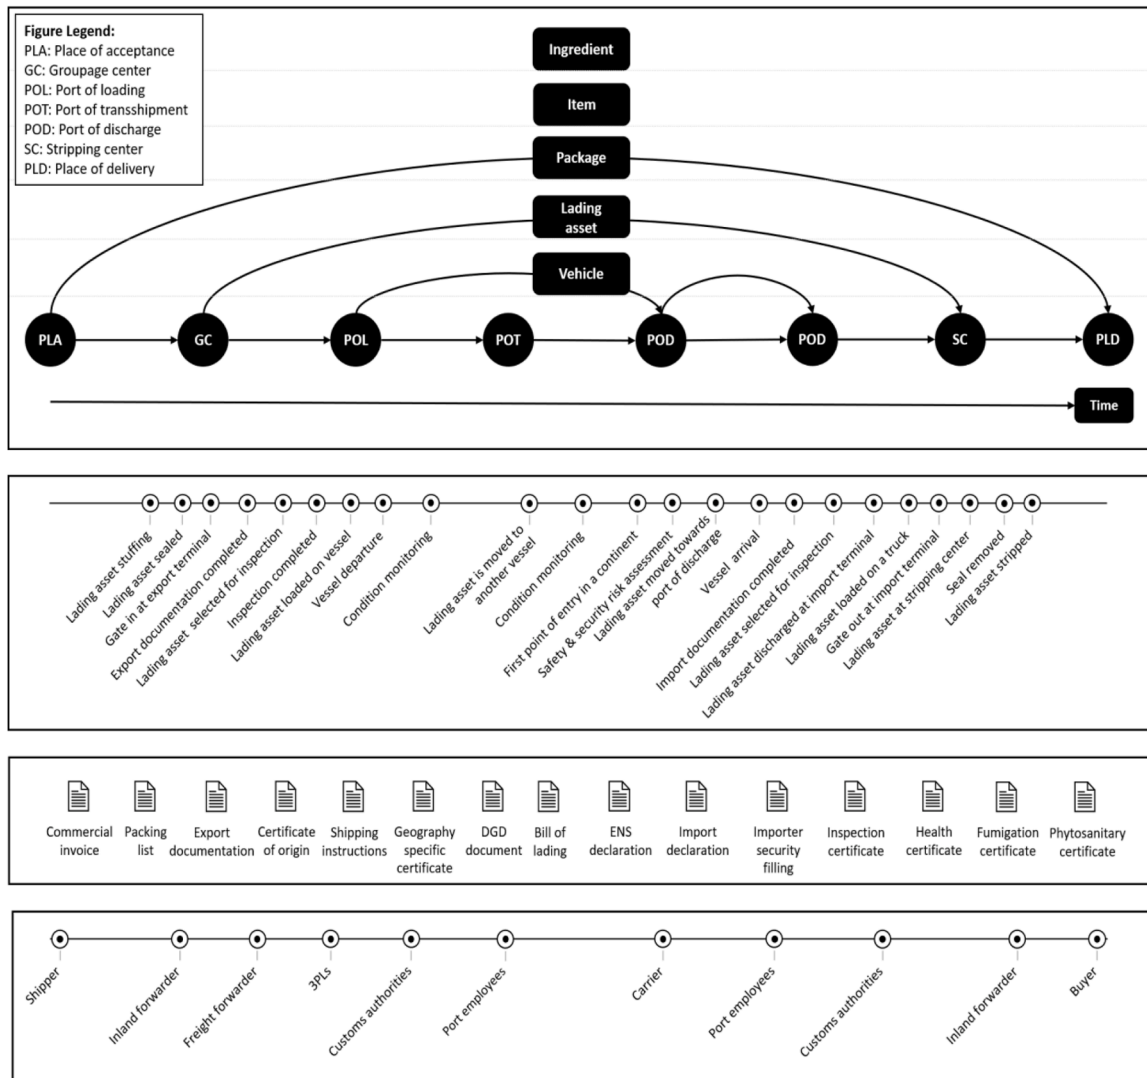 Figure Legend:
PLA: Place of acceptance
GC: Groupage center
POL: Port of loading
POT: Port of transshipment
POD: Port of discharge
SC: Stripping center
PLD: Place of delivery
Ingredient
Item
Package
Lading
asset
Vehicle
PLA
GC
POL
POT
POD
POD
SC
PLD
Time
Lading asset stuffing
Lading asset sealed
Gate in at export terminal
Export documentation completed
Lading asset selected for inspection
Inspection completed
Lading asset loaded on vessel
Vessel departure
Condition monitoring
Lading asset is moved to
another vessel
Condition monitoring
First point of entry in a continent
Safety & security risk assessment
Lading asset moved towards
port of discharge
Vessel arrival
Import documentation completed
Lading asset selected for inspection
Lading asset discharged at import terminal
Lading asset loaded on a truck
Gate out at import terminal
Lading asset at stripping center
Seal removed
Lading asset stripped
Commercial
invoice
Packing
list
Export
documentation
Certificate
of origin
Shipping
instructions
Geography
specific
certificate
DGD
document
Bill of
lading
ENS
declaration
Import
declaration
Importer
security
filling
Inspection
certificate
Health
certificate
Fumigation
certificate
Phytosanitary
certificate
Shipper
Inland forwarder
Freight forwarder
3PLs
Customs authorities
Port employees
Carrier
Port employees
Customs authorities
Inland forwarder
Buyer